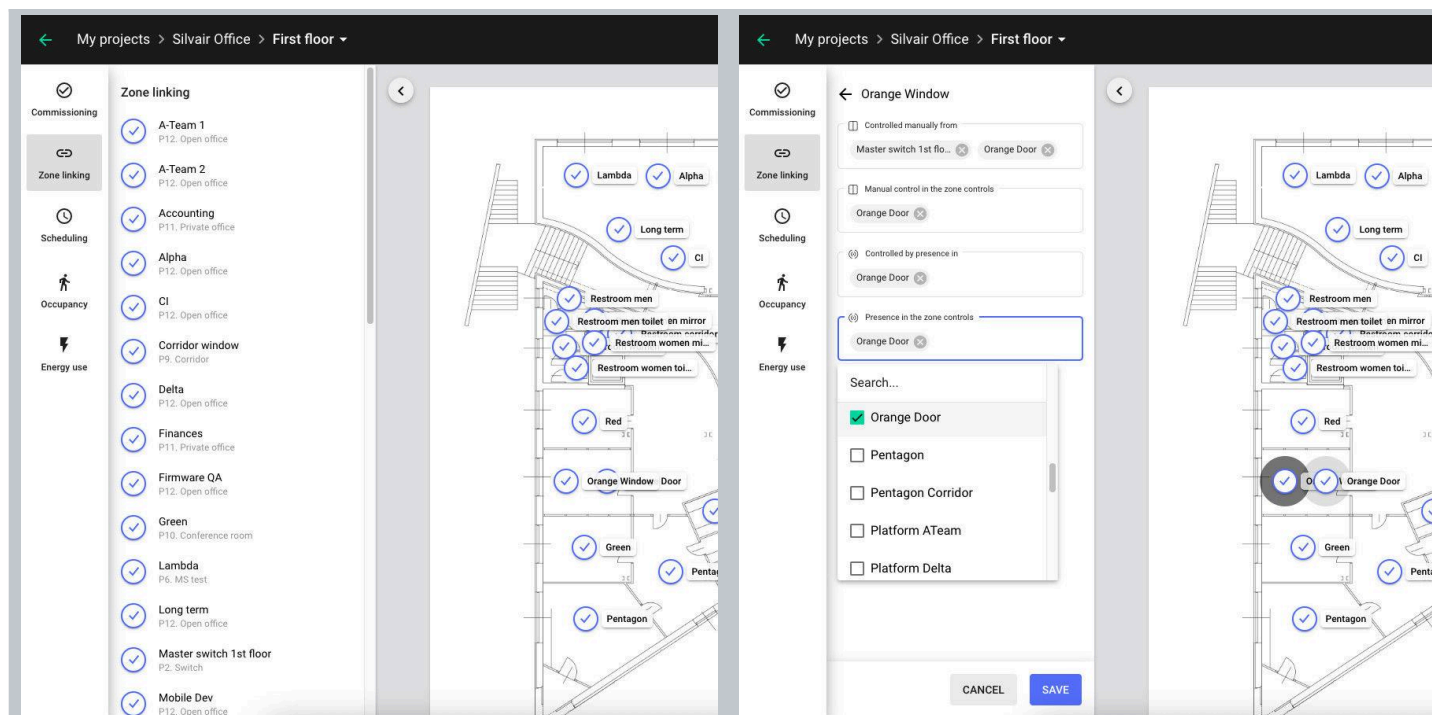 My projects > Silvair Office > First floor
Commissioning
Zone linking
Scheduling
Occupancy
Energy use
Zone linking
A-Team 1
P12. Open office
A-Team 2
P12. Open office
Accounting
P11. Private office
Alpha
P12. Open office
CI
P12. Open office
Corridor window
P9. Corridor
Delta
P12. Open office
Finances
P11. Private office
Firmware QA
P12. Open office
Green
P10. Conference room
Lambda
P6. MS test
Long term
P12. Open office
Master switch 1st floor
P2. Switch
Mobile Dev
P12. Open office
Lambda
Alpha
Long term
CI
Restroom men
Restroom men toilet en mirror
Restroom corridor
Restroom women mi...
Restroom women toi...
Red
Orange Window Door
Green
Pentag
Pentagon
My projects > Silvair Office > First floor
Commissioning
Zone linking
Scheduling
Occupancy
Energy use
Orange Window
Controlled manually from
Master switch 1st flo... Orange Door
Manual control in the zone controls
Orange Door
Controlled by presence in
Orange Door
Presence in the zone controls
Orange Door
Search...
Orange Door
Pentagon
Pentagon Corridor
Platform ATeam
Platform Delta
CANCEL SAVE
Lambda
Alpha
Long term
CI
Restroom men
Restroom men toilet en mirror
Restroom women mi...
Restroom women toi...
Red
Orange Door
Green
Penta
Pentagon